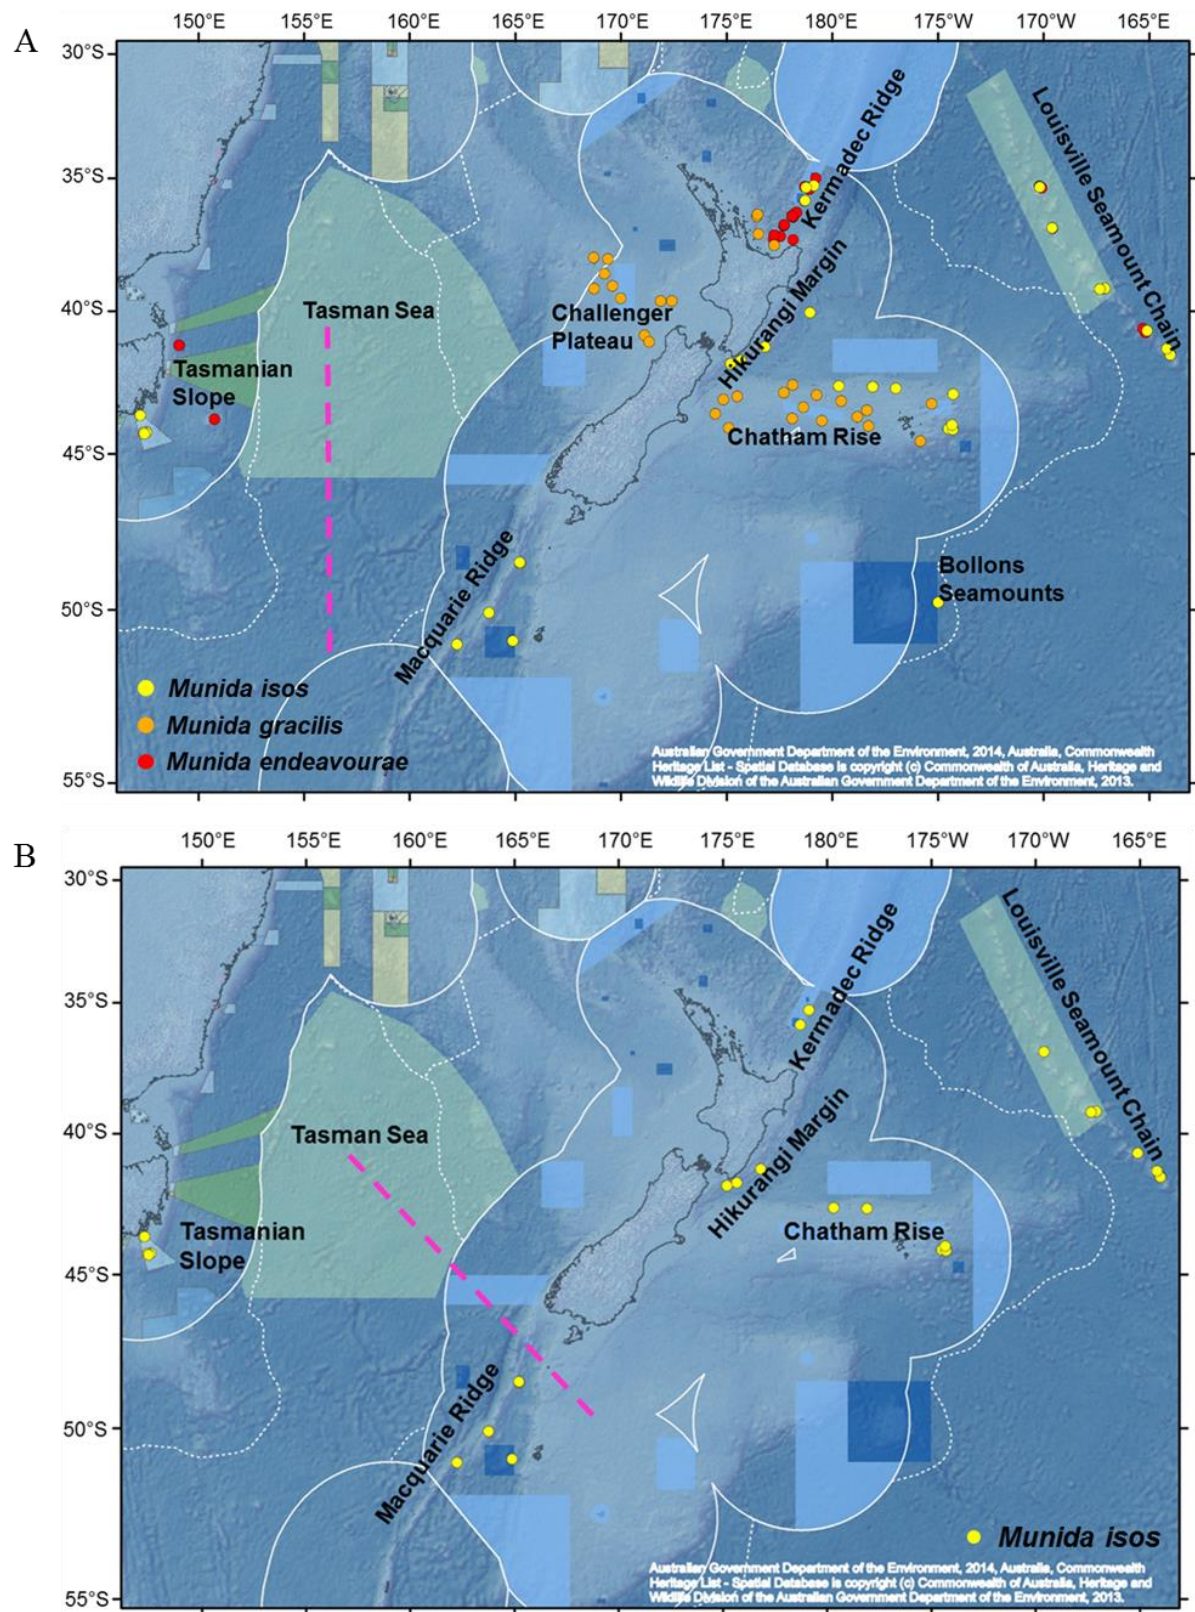 A
150°E 155°E 160°E 165°E 170°E 175°E 180°E 175°W 170°W 165°W
30°S
35°S
40°S
45°S
50°S
55°S
Kermadec Ridge
Louisville Seamount Chain
Hikurangi Margin
Tasman Sea
Challenger
Plateau
Tasmanian
Slope
Chatham Rise
Macquarie Ridge
Bollons
Seamounts
Munida isos
Munida gracilis
Munida endeavourae
Australian Government Department of the Environment, 2014, Australia, Commonwealth
Heritage List - Spatial Database is copyright (c) Commonwealth of Australia, Heritage and
Wildlife Division of the Australian Government Department of the Environment, 2013.
B
150°E 155°E 160°E 165°E 170°E 175°E 180°E 175°W 170°W 165°W
30°S
35°S
40°S
45°S
50°S
55°S
Kermadec Ridge
Louisville Seamount Chain
Hikurangi Margin
Tasman Sea
Tasmanian
Slope
Chatham Rise
Macquarie Ridge
Munida isos
Australian Government Department of the Environment, 2014, Australia, Commonwealth
Heritage List - Spatial Database is copyright (c) Commonwealth of Australia, Heritage and
Wildlife Division of the Australian Government Department of the Environment, 2013.